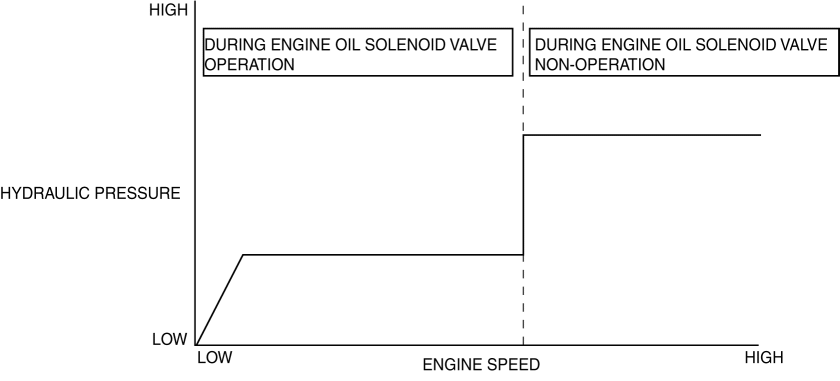 HIGH
DURING ENGINE OIL SOLENOID VALVE
OPERATION
DURING ENGINE OIL SOLENOID VALVE
NON-OPERATION
HYDRAULIC PRESSURE
LOW
LOW
ENGINE SPEED
HIGH